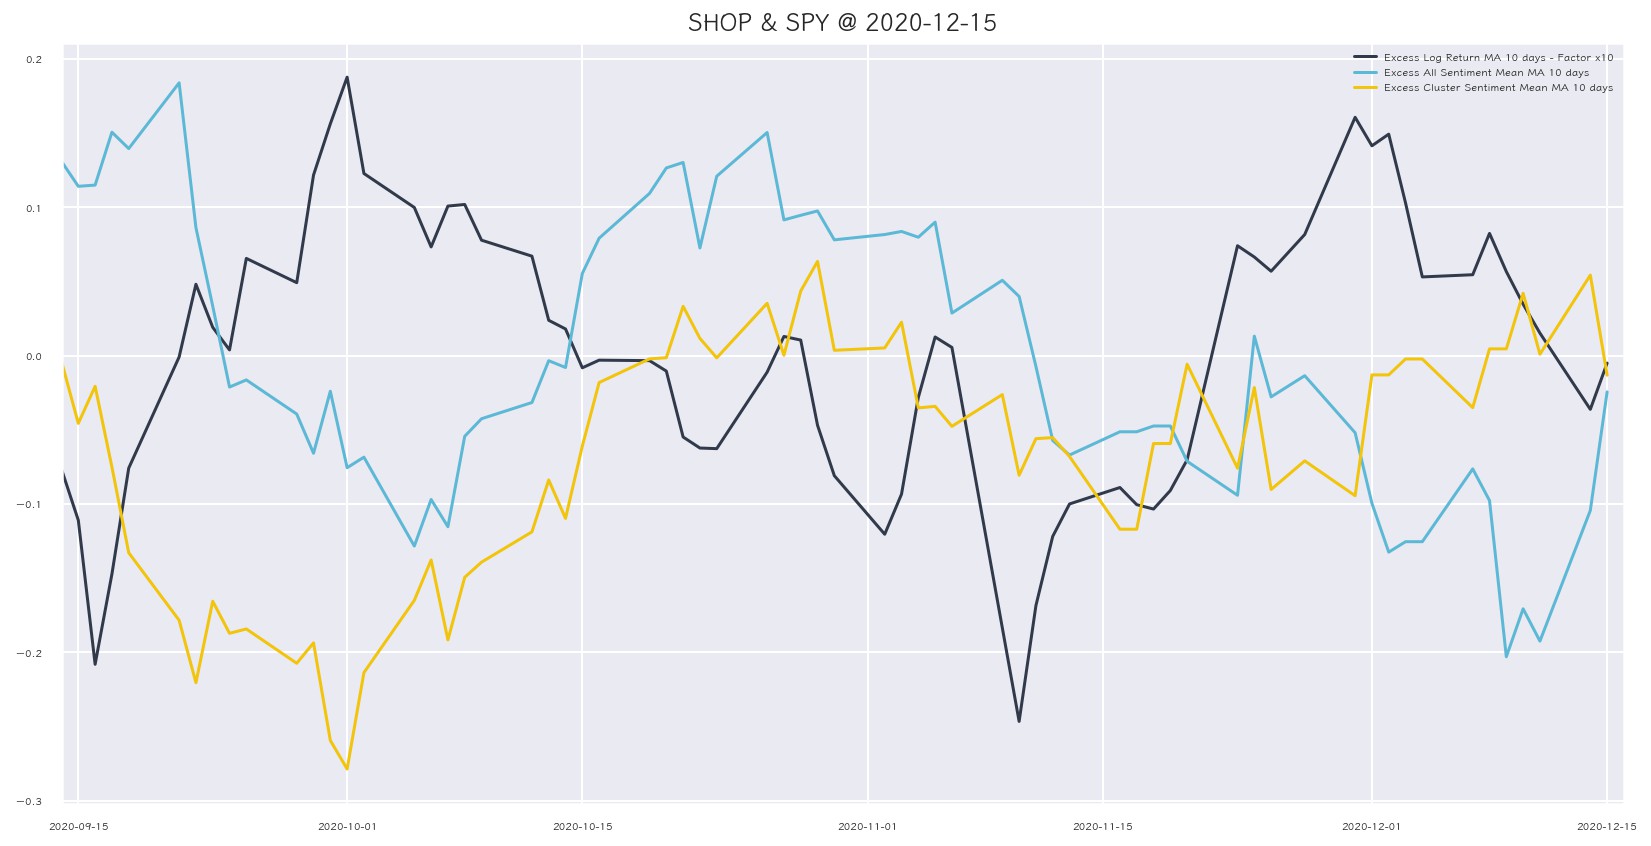 SHOP & SPY @ 2020-12-15
Excess Log Return MA 10 days - Factor x10
Excess All Sentiment Mean MA 10 days
Excess Cluster Sentiment Mean MA 10 days
0.2
0.1
0.0
−0.1
−0.2
−0.3
2020-09-15 2020-10-01 2020-10-15 2020-11-01 2020-11-15 2020-12-01 2020-12-15